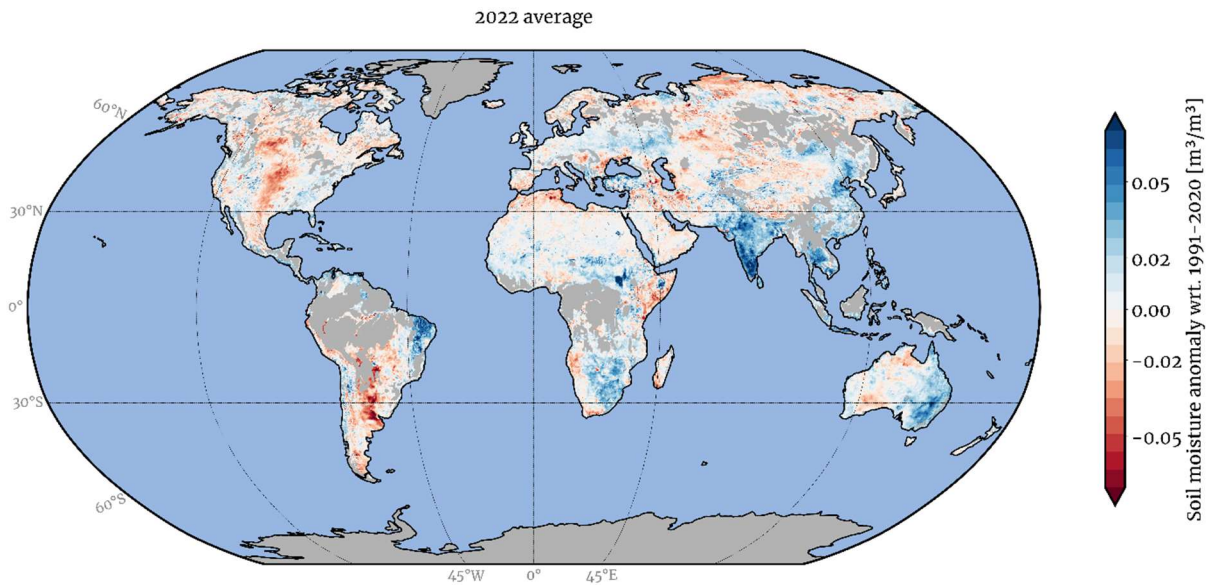 2022 average
60°N
30°N
0°
30°S
60°S
45°W 0° 45°E
0.05
0.02
0.00
-0.02
-0.05
Soil moisture anomaly wrt. 1991-2020 [m³/m³]